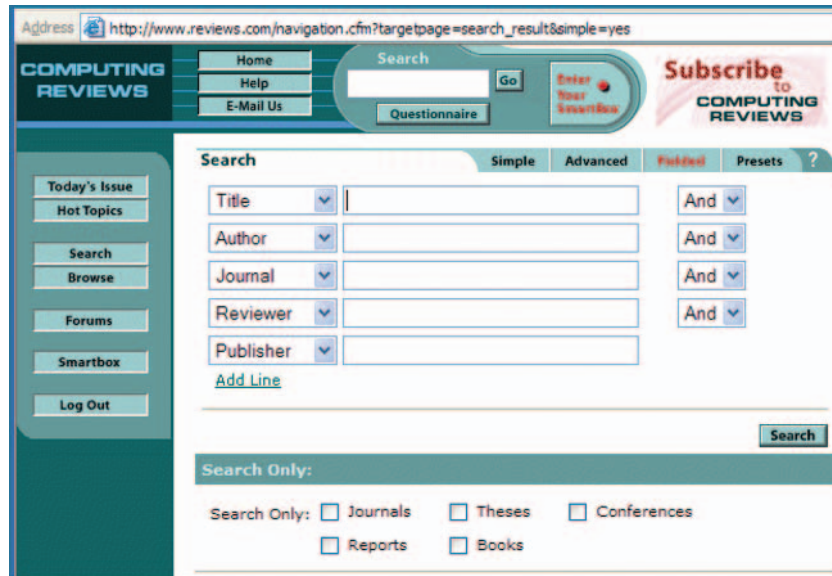 Address http://www.reviews.com/navigation.cfm?targetpage=search_result&simple=yes
COMPUTING
REVIEWS
Home
Help
E-Mail Us
Search
Go
Questionnaire
Enter
Your
Subscribe
to
COMPUTING
REVIEWS
Search
Simple
Advanced
Fielded
Presets
?
Today's Issue
Hot Topics
Search
Browse
Forums
Smartbox
Log Out
Title
And
Author
And
Journal
And
Reviewer
And
Publisher
Add Line
Search
Search Only:
Search Only:
Journals
Theses
Conferences
Reports
Books